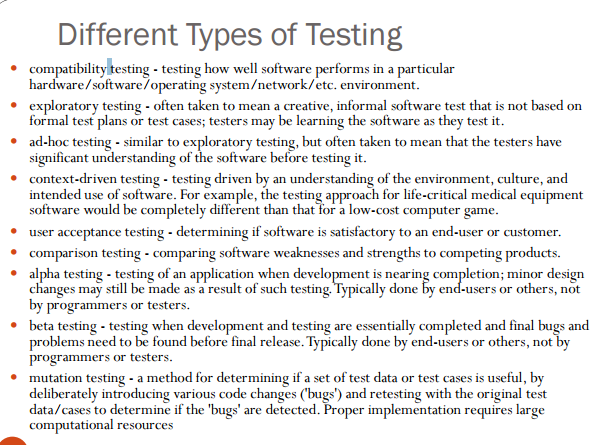 Different Types of Testing
• compatibility testing - testing how well software performs in a particular
hardware/software/operating system/network/etc. environment.
• exploratory testing - often taken to mean a creative, informal software test that is not based on
formal test plans or test cases; testers may be learning the software as they test it.
• ad-hoc testing - similar to exploratory testing, but often taken to mean that the testers have
significant understanding of the software before testing it.
• context-driven testing - testing driven by an understanding of the environment, culture, and
intended use of software. For example, the testing approach for life-critical medical equipment
software would be completely different than that for a low-cost computer game.
• user acceptance testing - determining if software is satisfactory to an end-user or customer.
• comparison testing - comparing software weaknesses and strengths to competing products.
• alpha testing - testing of an application when development is nearing completion; minor design
changes may still be made as a result of such testing. Typically done by end-users or others, not
by programmers or testers.
• beta testing - testing when development and testing are essentially completed and final bugs and
problems need to be found before final release. Typically done by end-users or others, not by
programmers or testers.
• mutation testing - a method for determining if a set of test data or test cases is useful, by
deliberately introducing various code changes ('bugs') and retesting with the original test
data/cases to determine if the 'bugs' are detected. Proper implementation requires large
computational resources